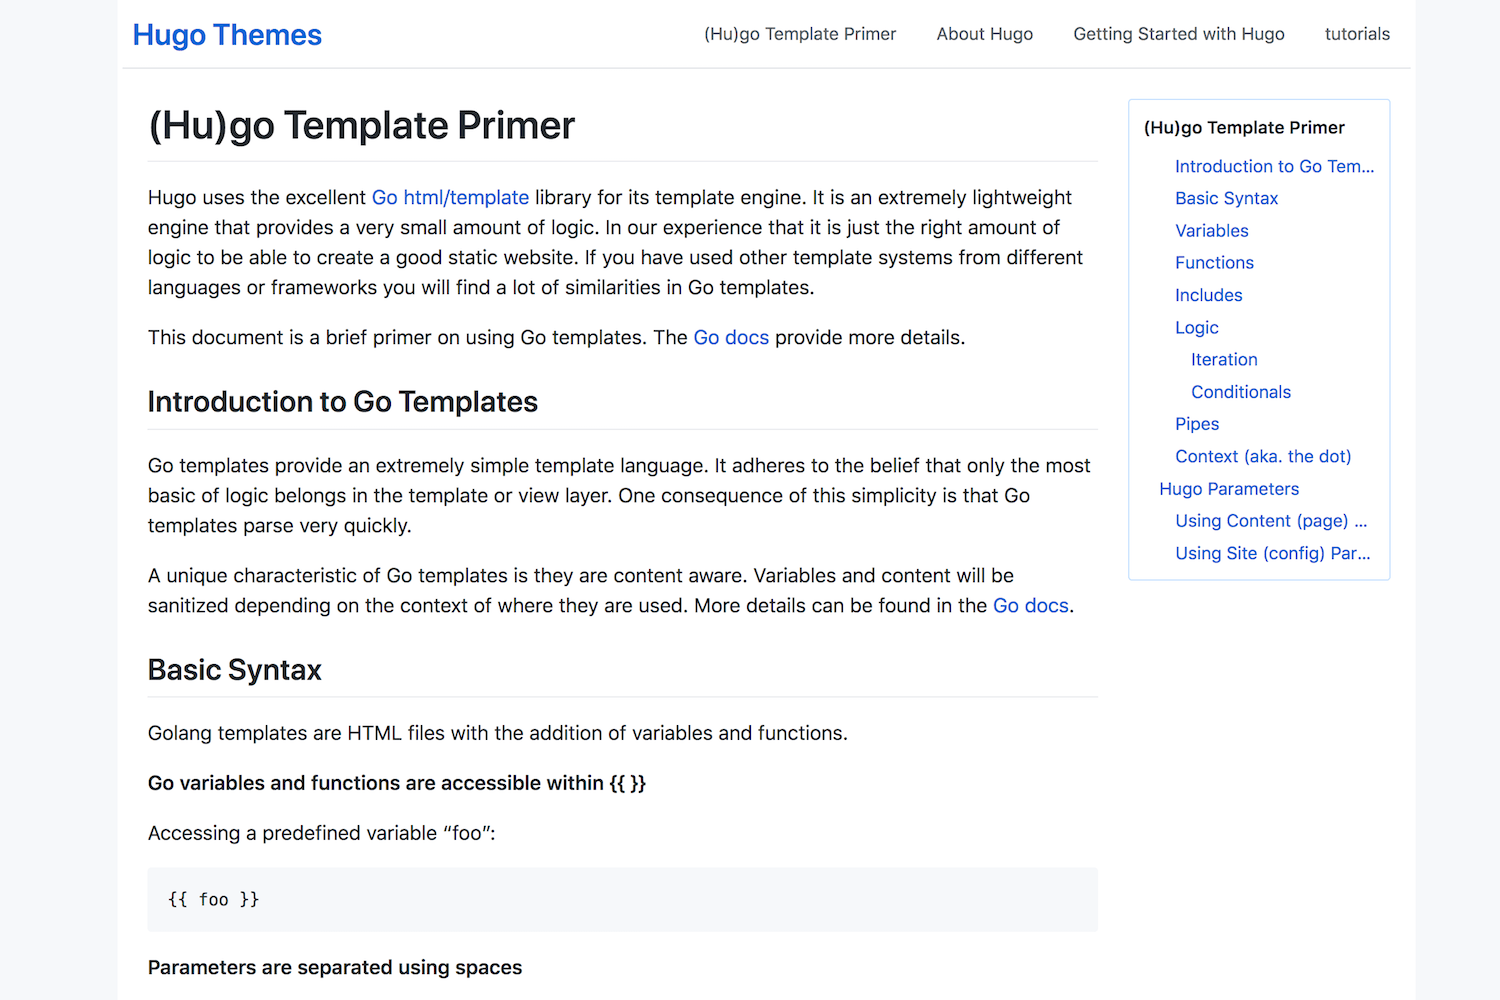 Hugo Themes
(Hu)go Template Primer
About Hugo
Getting Started with Hugo
tutorials
(Hu)go Template Primer
Hugo uses the excellent Go html/template library for its template engine. It is an extremely lightweight
engine that provides a very small amount of logic. In our experience that it is just the right amount of
logic to be able to create a good static website. If you have used other template systems from different
languages or frameworks you will find a lot of similarities in Go templates.
This document is a brief primer on using Go templates. The Go docs provide more details.
Introduction to Go Templates
Go templates provide an extremely simple template language. It adheres to the belief that only the most
basic of logic belongs in the template or view layer. One consequence of this simplicity is that Go
templates parse very quickly.
A unique characteristic of Go templates is they are content aware. Variables and content will be
sanitized depending on the context of where they are used. More details can be found in the Go docs.
Basic Syntax
Golang templates are HTML files with the addition of variables and functions.
Go variables and functions are accessible within {{ }}
Accessing a predefined variable “foo”:
{{ foo }}
Parameters are separated using spaces
(Hu)go Template Primer
Introduction to Go Tem...
Basic Syntax
Variables
Functions
Includes
Logic
Iteration
Conditionals
Pipes
Context (aka. the dot)
Hugo Parameters
Using Content (page) ...
Using Site (config) Par...